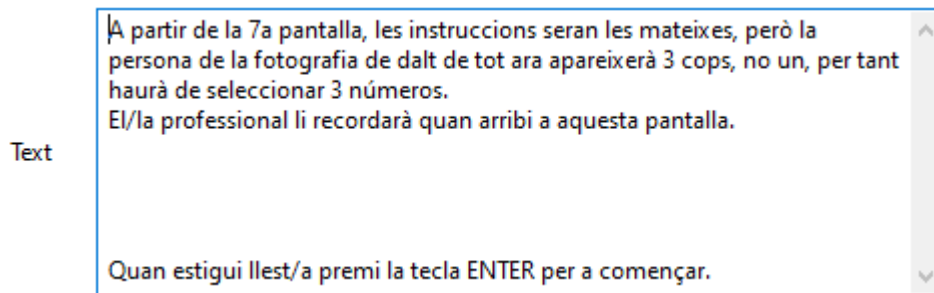 A partir de la 7a pantalla, les instruccions seran les mateixes, però la
persona de la fotografia de dalt de tot ara apareixerà 3 cops, no un, per tant
haurà de seleccionar 3 números.
El/la professional li recordarà quan arribi a aquesta pantalla.
Text
Quan estigui llest/a premi la tecla ENTER per a començar.